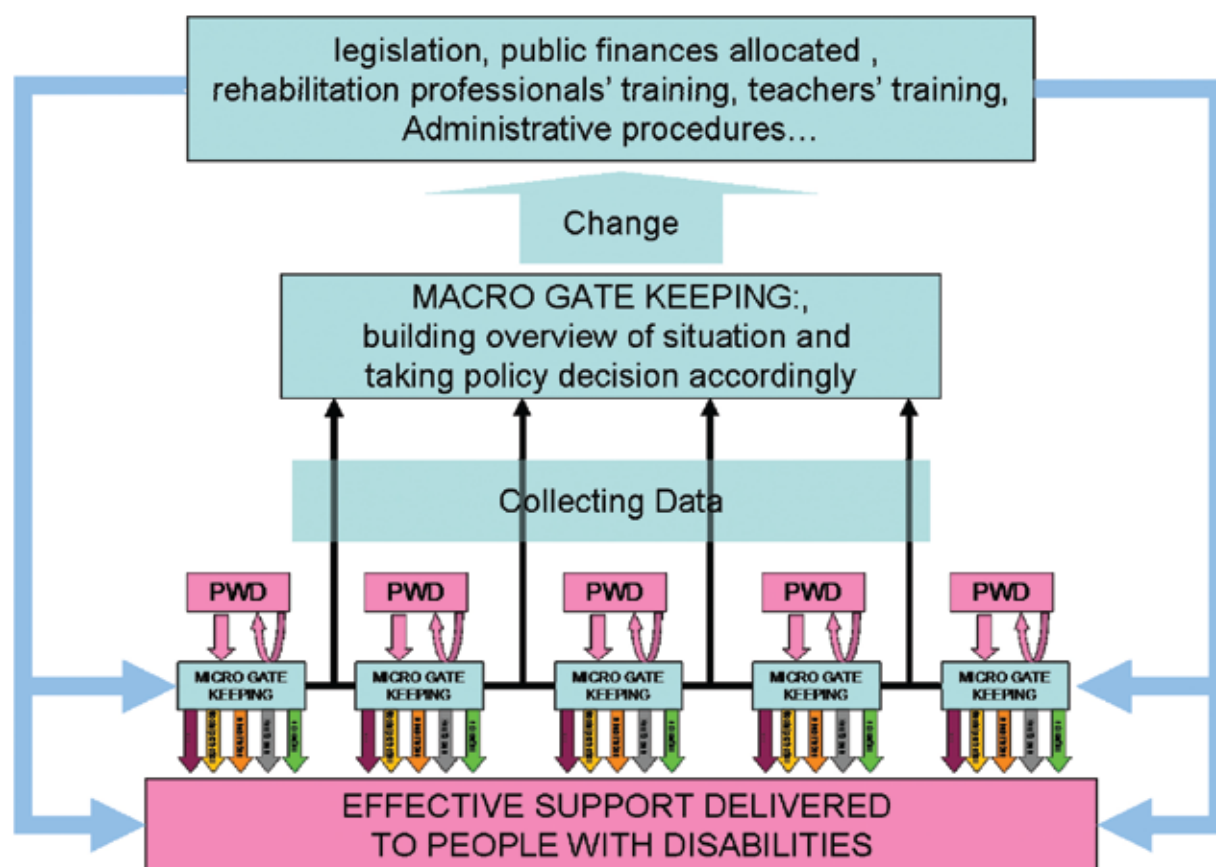 legislation, public finances allocated ,
rehabilitation professionals’ training, teachers’ training,
Administrative procedures...
Change
MACRO GATE KEEPING:,
building overview of situation and
taking policy decision accordingly
Collecting Data
PWD PWD PWD PWD PWD
MICRO GATE MICRO GATE MICRO GATE MICRO GATE MICRO GATE
KEEPING KEEPING KEEPING KEEPING KEEPING
EFFECTIVE SUPPORT DELIVERED
TO PEOPLE WITH DISABILITIES